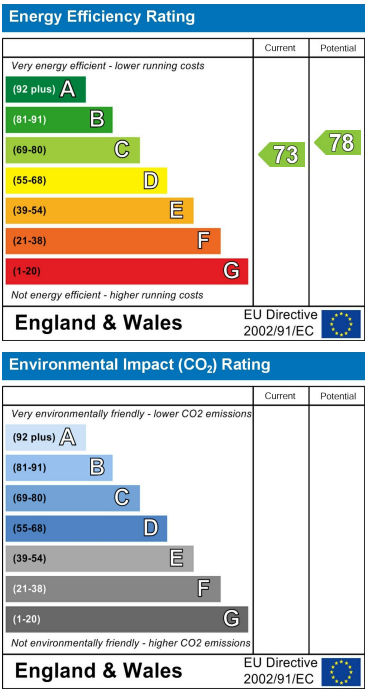 Energy Efficiency Rating
Current Potential
Very energy efficient - lower running costs
(92 plus) A
(81-91) B
(69-80) C
73 78
(55-68) D
(39-54) E
(21-38) F
(1-20) G
Not energy efficient - higher running costs
England & Wales
EU Directive
2002/91/EC
Environmental Impact (CO₂) Rating
Current Potential
Very environmentally friendly - lower CO2 emissions
(92 plus) A
(81-91) B
(69-80) C
(55-68) D
(39-54) E
(21-38) F
(1-20) G
Not environmentally friendly - higher CO2 emissions
England & Wales
EU Directive
2002/91/EC